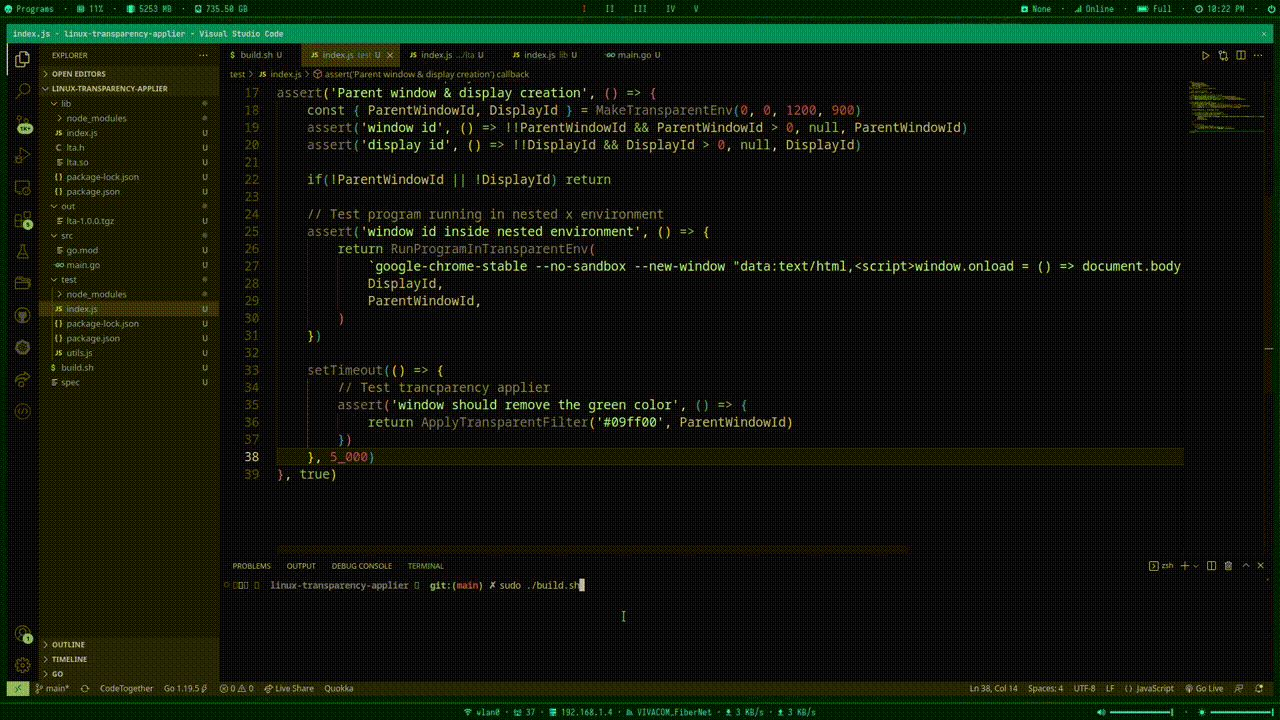 Programs 11% 5253 MB 735.50 GB I II III IV V None Online Full 10:22 PM
index.js - linux-transparency-applier - Visual Studio Code ×
EXPLORER ···
OPEN EDITORS
LINUX-TRANSPARENCY-APPLIER
lib
node_modules
JS index.js U
C lta.h U
lta.so U
{} package-lock.json U
{} package.json U
out
lta-1.0.0.tgz U
src
go.mod U
main.go U
test
node_modules
JS index.js U
{} package-lock.json U
{} package.json U
JS utils.js U
$ build.sh U
spec U
OUTLINE
TIMELINE
GO
1K+
5
1
$ build.sh U JS index.js test U × JS index.js .../lta U JS index.js lib U main.go U
test > JS index.js > assert('Parent window & display creation') callback
17 assert('Parent window & display creation', () => {
18 const { ParentWindowId, DisplayId } = MakeTransparentEnv(0, 0, 1200, 900)
19 assert('window id', () => !!ParentWindowId && ParentWindowId > 0, null, ParentWindowId)
20 assert('display id', () => !!DisplayId && DisplayId > 0, null, DisplayId)
21
22 if(!ParentWindowId || !DisplayId) return
23
24 // Test program running in nested x environment
25 assert('window id inside nested environment', () => {
26 return RunProgramInTransparentEnv(
27 `google-chrome-stable --no-sandbox --new-window "data:text/html,<script>window.onload = () => document.body
28 DisplayId,
29 ParentWindowId,
30 )
31 })
32
33 setTimeout(() => {
34 // Test trancparency applier
35 assert('window should remove the green color', () => {
36 return ApplyTransparentFilter('#09ff00', ParentWindowId)
37 })
38 }, 5_000)
39 }, true)
PROBLEMS OUTPUT DEBUG CONSOLE TERMINAL zsh
linux-transparency-applier git:(main) ✗ sudo ./build.sh
main* CodeTogether Go 1.19.5 0 0 Live Share Quokka Ln 38, Col 14 Spaces: 4 UTF-8 LF {} JavaScript Go Live
wlan0 37 192.168.1.4 VIVACOM_FiberNet 3 KB/s 3 KB/s